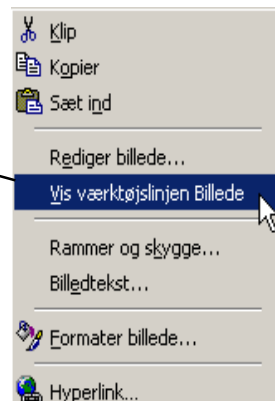 Klip
Kopier
Sæt ind
Rediger billede...
Vis værktøjslinjen Billede
Rammer og skygge...
Billedtekst...
Formater billede...
Hyperlink...